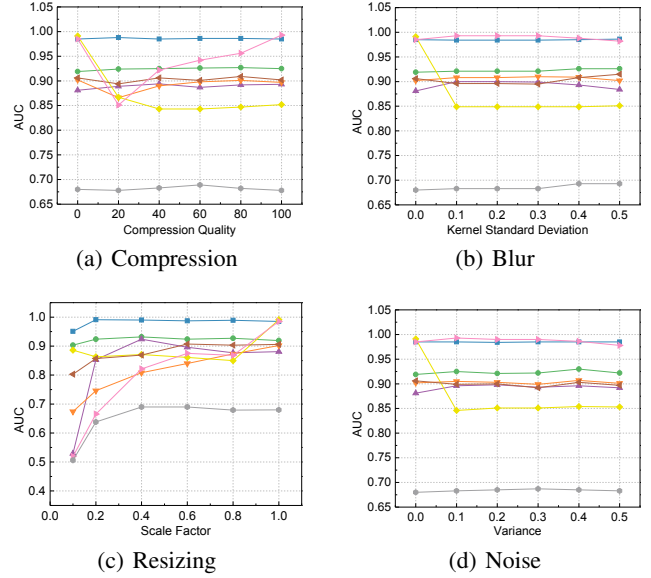 1.05
1.00
0.95
0.90
0.85
0.80
0.75
0.70
0.65
AUC
0 20 40 60 80 100
Compression Quality
(a) Compression
1.05
1.00
0.95
0.90
0.85
0.80
0.75
0.70
0.65
AUC
0.0 0.1 0.2 0.3 0.4 0.5
Kernel Standard Deviation
(b) Blur
1.0
0.9
0.8
0.7
0.6
0.5
0.4
AUC
0.2 0.4 0.6 0.8 1.0
Scale Factor
(c) Resizing
1.05
1.00
0.95
0.90
0.85
0.80
0.75
0.70
0.65
AUC
0.0 0.1 0.2 0.3 0.4 0.5
Variance
(d) Noise